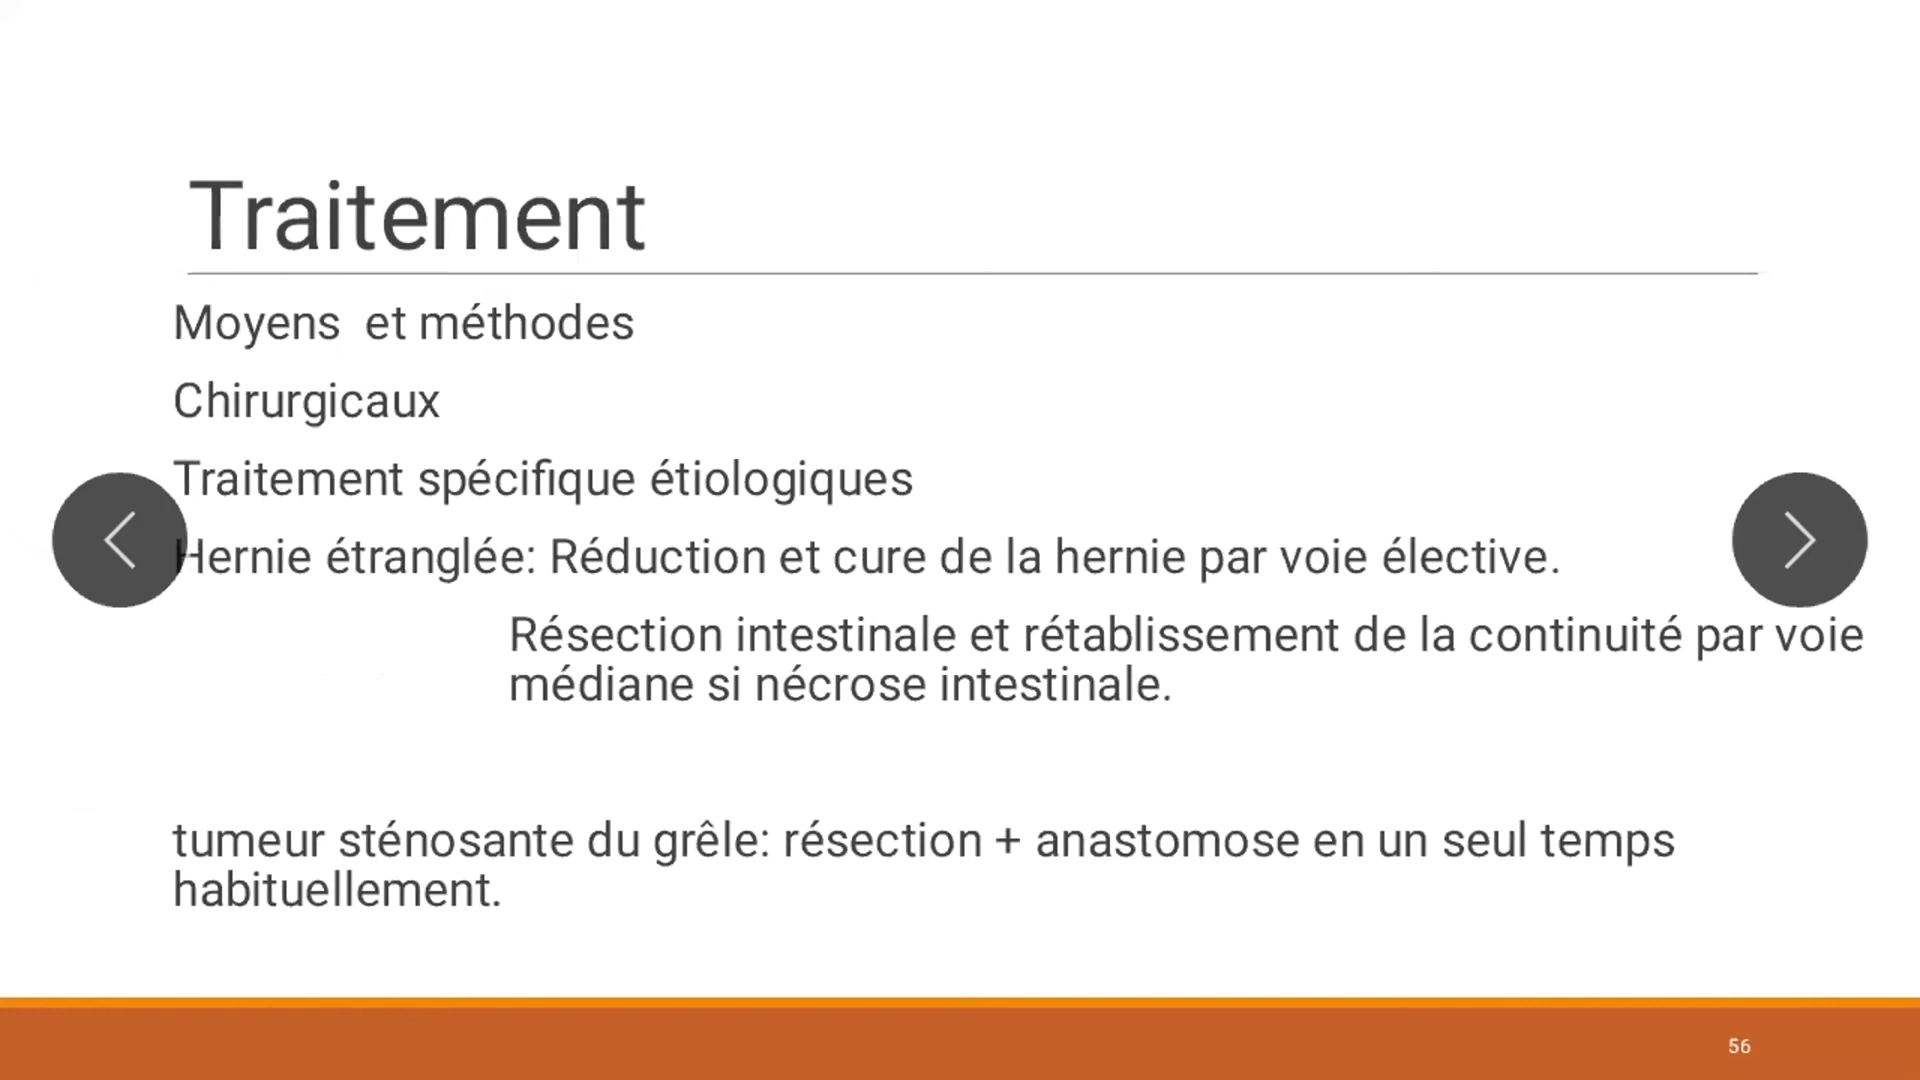 Traitement
Moyens  et méthodes
Chirurgicaux
Traitement spécifique étiologiques
Hernie étranglée: Réduction et cure de la hernie par voie élective.
Résection intestinale et rétablissement de la continuité par voie
médiane si nécrose intestinale.
tumeur sténosante du grêle: résection + anastomose en un seul temps
habituellement.
56